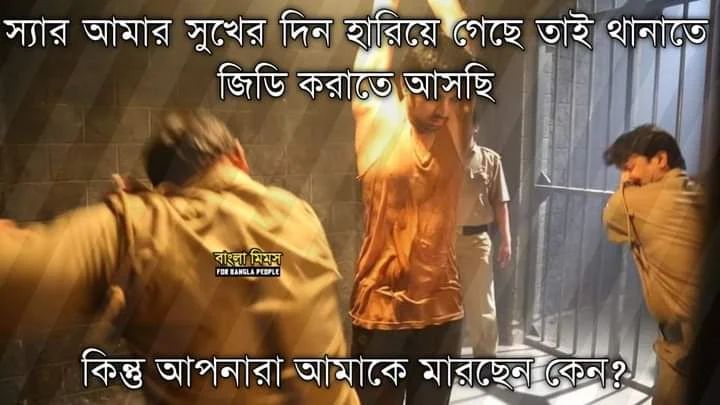 স্যার আমার সুখের দিন হারিয়ে গেছে তাই থানাতে
জিডি করাতে আসছি
বাংলা মিমস
FOR BANGLA PEOPLE
কিন্তু আপনারা আমাকে মারছেন কেন?